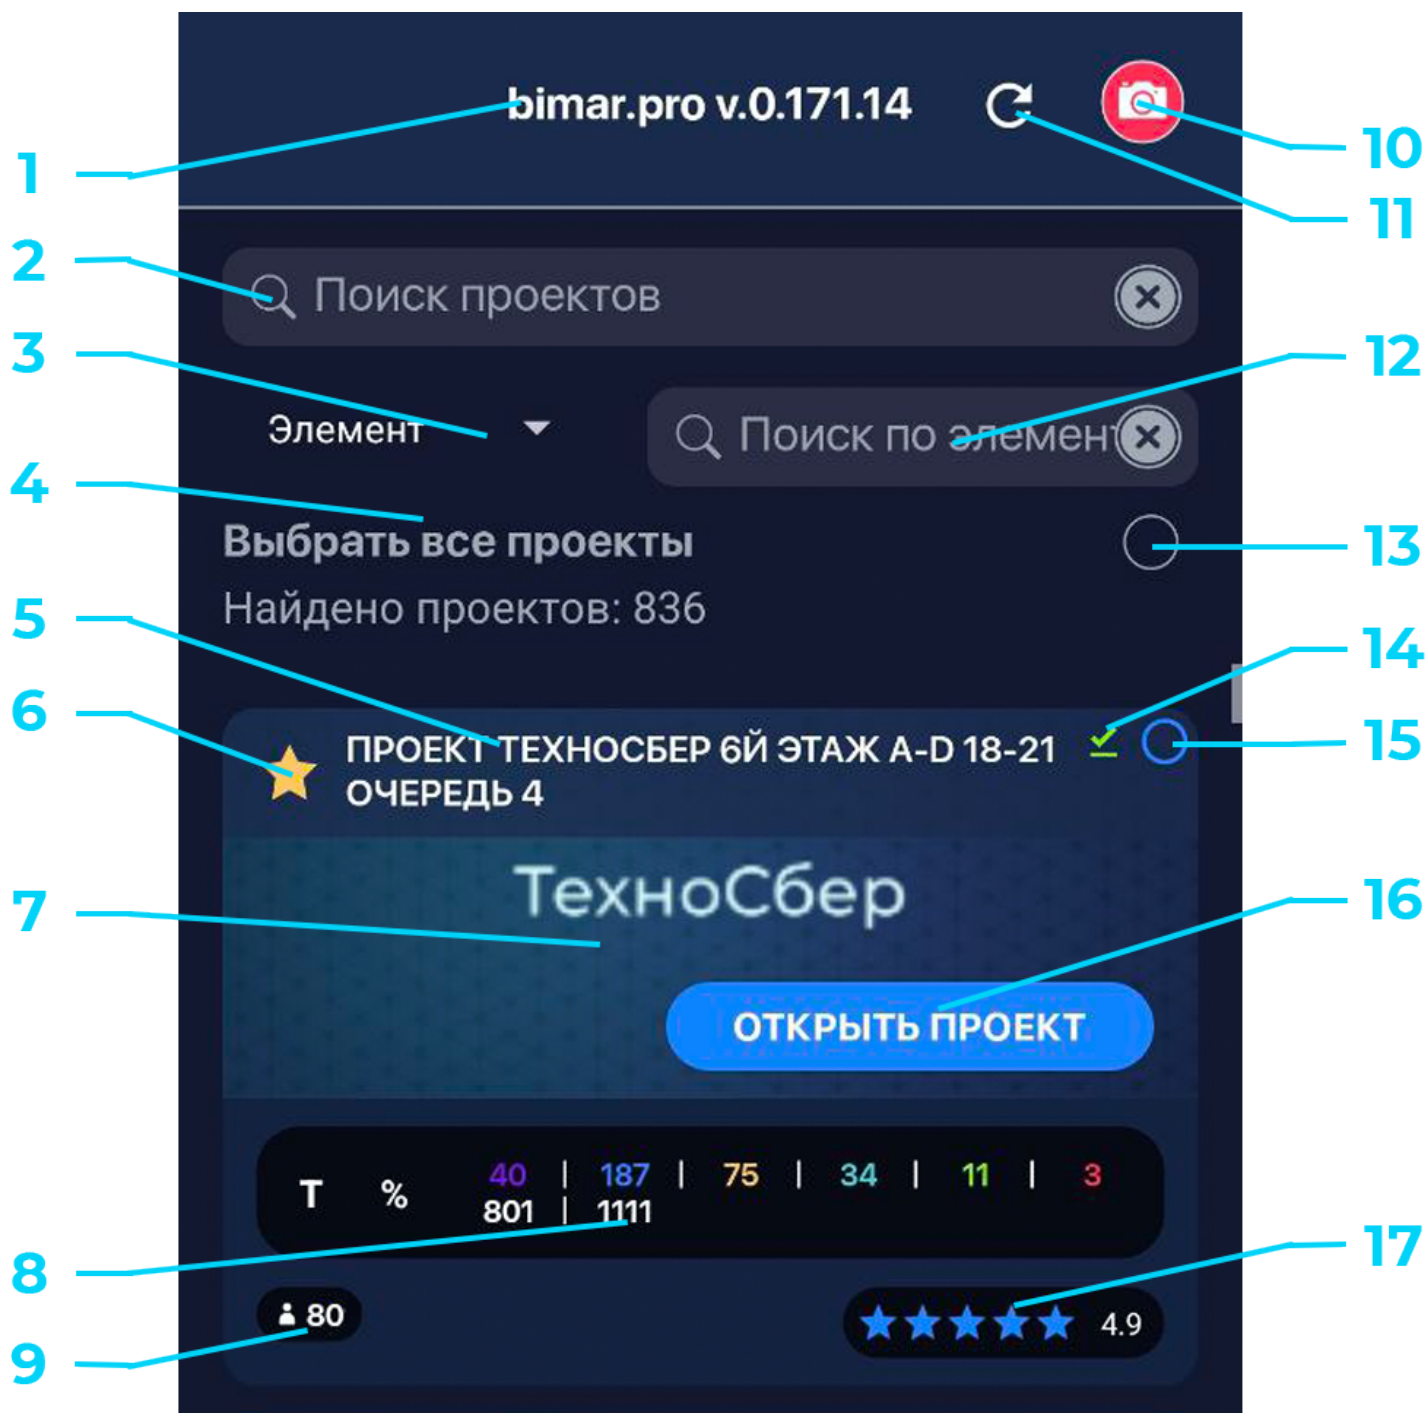 bimar.pro v.0.171.14
1
10
11
2
Поиск проектов
3
12
Элемент
Поиск по элемен
4
Выбрать все проекты
13
Найдено проектов: 836
5
14
6
ПРОЕКТ ТЕХНОСБЕР 6Й ЭТАЖ A-D 18-21
ОЧЕРЕДЬ 4
15
ТехноСбер
7
16
ОТКРЫТЬ ПРОЕКТ
T % 40 | 187 | 75 | 34 | 11 | 3
801 | 1111
8
17
80
4.9
9